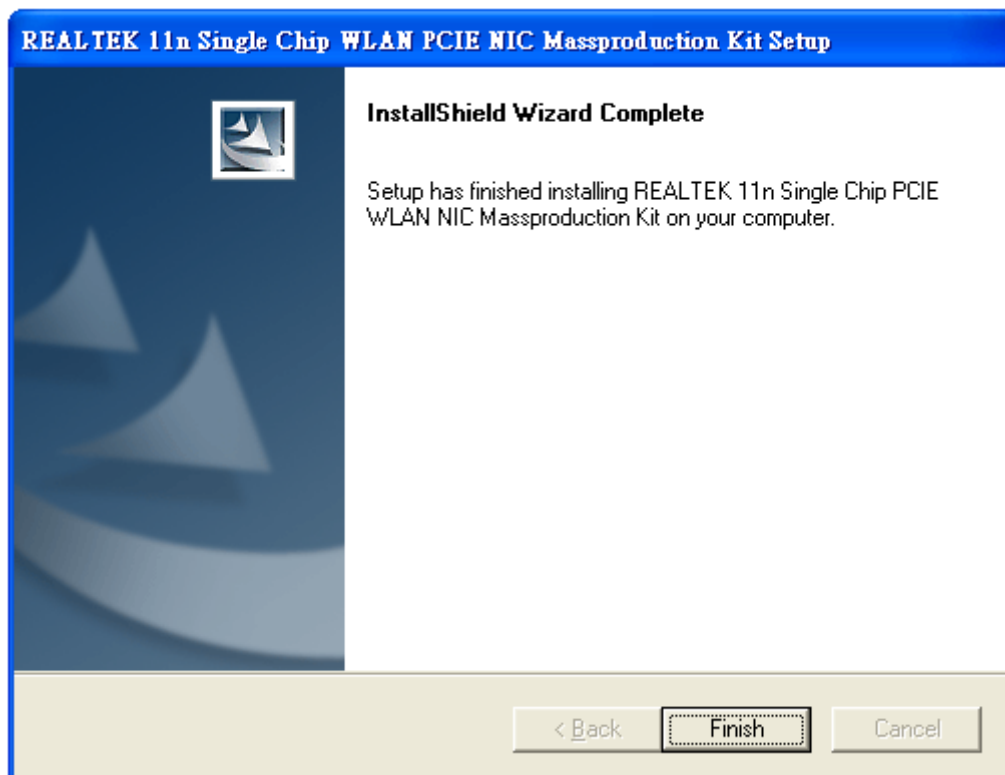 REALTEK 11n Single Chip WLAN PCIE NIC Massproduction Kit Setup
InstallShield Wizard Complete
Setup has finished installing REALTEK 11n Single Chip PCIE
WLAN NIC Massproduction Kit on your computer.
< Back
Finish
Cancel